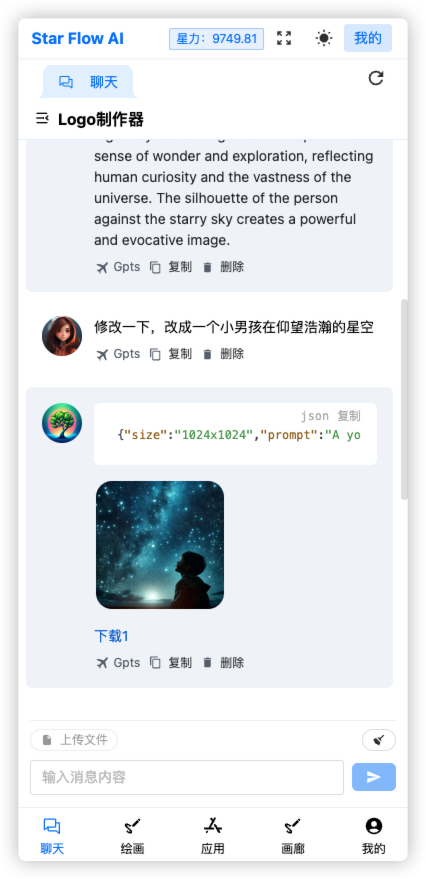 Star Flow AI
星力：9749.81
我的
聊天
Logo制作器
sense of wonder and exploration, reflecting
human curiosity and the vastness of the
universe. The silhouette of the person
against the starry sky creates a powerful
and evocative image.
Gpts 复制 删除
修改一下，改成一个小男孩在仰望浩瀚的星空
Gpts 复制 删除
json 复制
{"size":"1024x1024","prompt":"A yo
下载1
Gpts 复制 删除
上传文件
输入消息内容
聊天 绘画 应用 画廊 我的